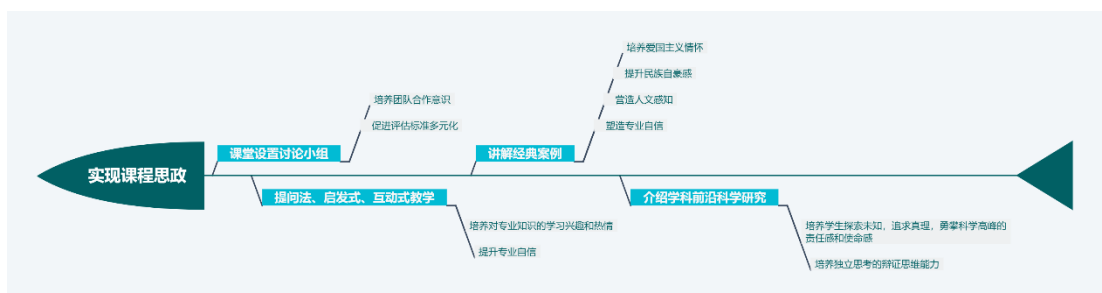 实现课程思政
课堂设置讨论小组
培养团队合作意识
促进评估标准多元化
讲解经典案例
培养爱国主义情怀
提升民族自豪感
营造人文感知
塑造专业自信
提问法、启发式、互动式教学
培养对专业知识的学习兴趣和热情
提升专业自信
介绍学科前沿科学研究
培养学生探索未知、追求真理，勇攀科学高峰的
责任感和使命感
培养独立思考的辩证思维能力